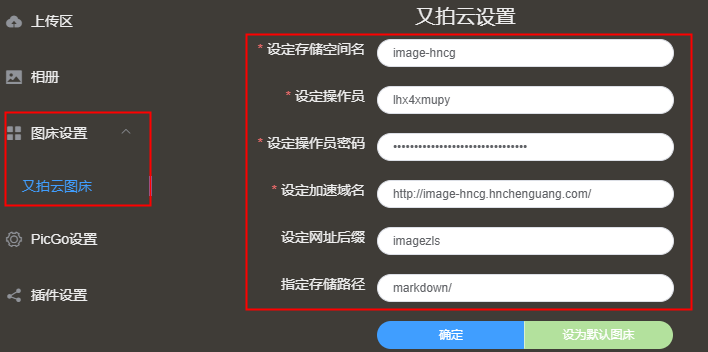 又拍云设置
上传区
相册
图床设置
又拍云图床
PicGo设置
插件设置
* 设定存储空间名
image-hncg
* 设定操作员
lhx4xmupy
* 设定操作员密码
••••••••••••••••••••••••••••••••
* 设定加速域名
http://image-hncg.hnchenguang.com/
设定网址后缀
imagezls
指定存储路径
markdown/
确定
设为默认图床